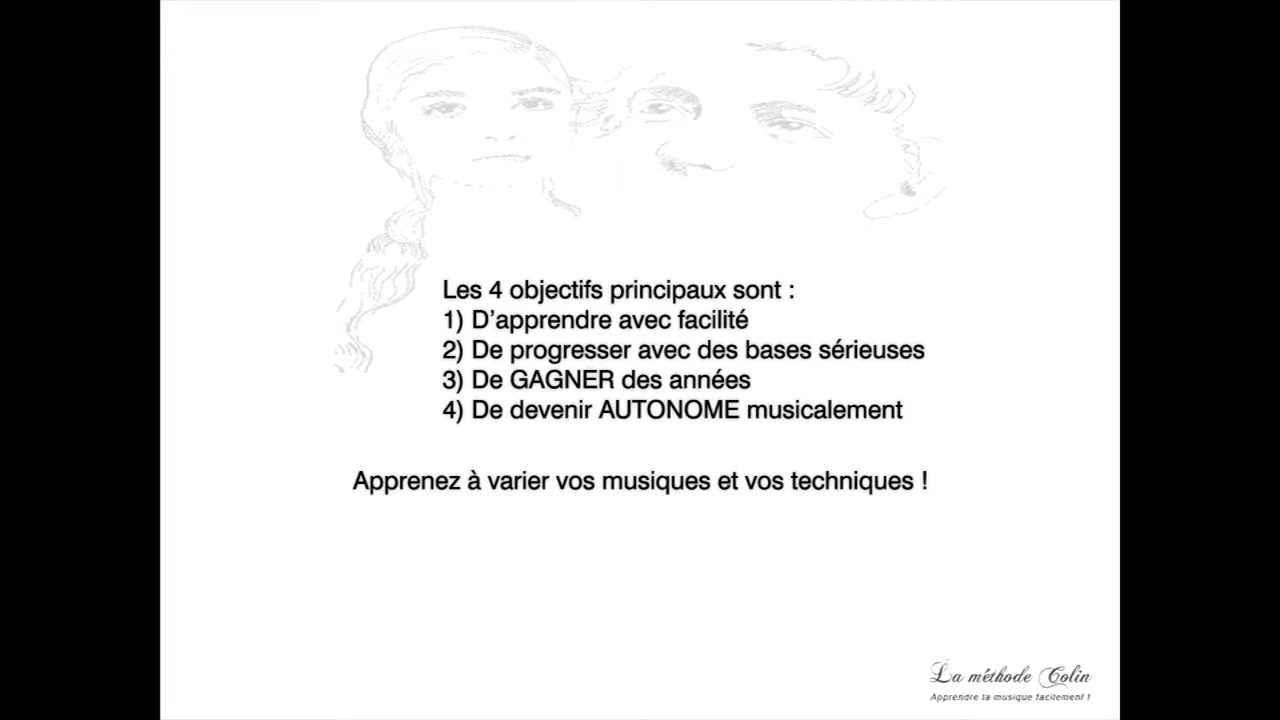 Les 4 objectifs principaux sont :
1) D’apprendre avec facilité
2) De progresser avec des bases sérieuses
3) De GAGNER des années
4) De devenir AUTONOME musicalement
Apprenez à varier vos musiques et vos techniques !
La méthode Colin
Apprendre la musique facilement !